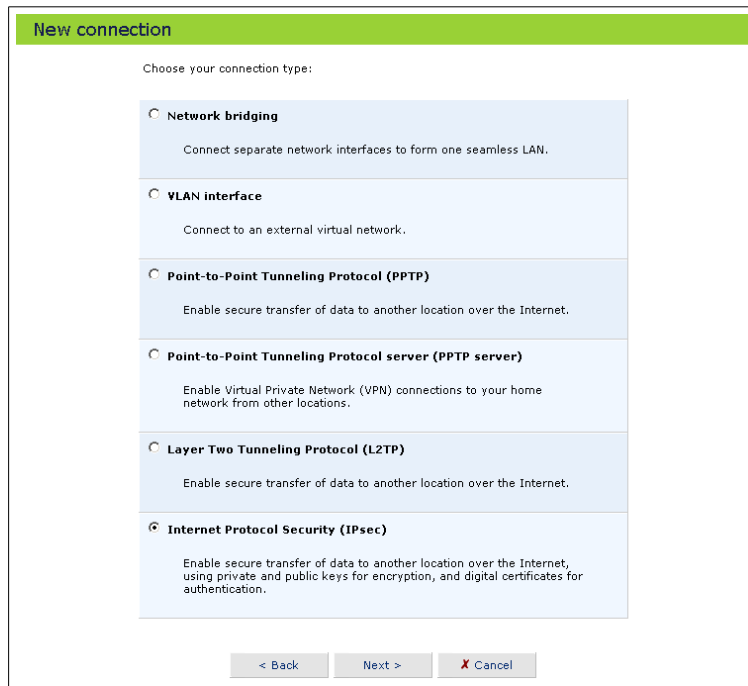 New connection
Choose your connection type:
Network bridging
Connect separate network interfaces to form one seamless LAN.
VLAN interface
Connect to an external virtual network.
Point-to-Point Tunneling Protocol (PPTP)
Enable secure transfer of data to another location over the Internet.
Point-to-Point Tunneling Protocol server (PPTP server)
Enable Virtual Private Network (VPN) connections to your home
network from other locations.
Layer Two Tunneling Protocol (L2TP)
Enable secure transfer of data to another location over the Internet.
Internet Protocol Security (IPsec)
Enable secure transfer of data to another location over the Internet,
using private and public keys for encryption, and digital certificates for
authentication.
< Back Next > ✗ Cancel